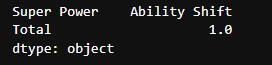 Super Power    Ability Shift
Total                    1.0
dtype: object